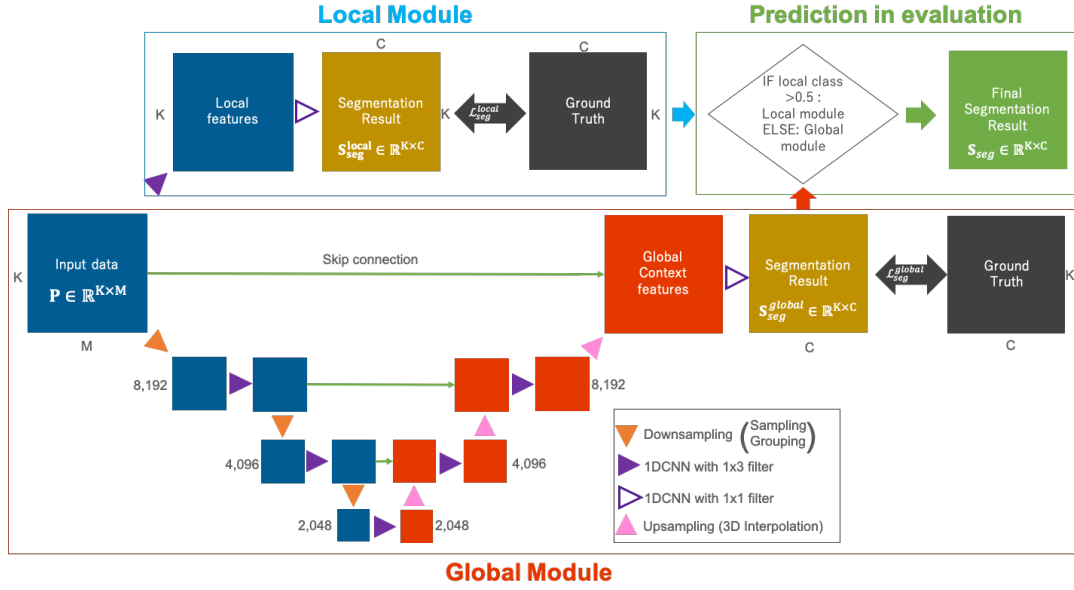 Local Module
Prediction in evaluation
C
C
K
Local
features
Segmentation
Result
S_seg^local ∈ ℝ^K×C
K
ℒ_seg^local
Ground
Truth
K
IF local class
>0.5 :
Local module
ELSE: Global
module
Final
Segmentation
Result
S_seg ∈ ℝ^K×C
K
Input data
P ∈ ℝ^K×M
M
Skip connection
Global
Context
features
Segmentation
Result
S_seg^global ∈ ℝ^K×C
C
ℒ_seg^global
Ground
Truth
K
C
8,192
8,192
4,096
4,096
2,048
2,048
Downsampling (Sampling
Grouping)
1DCNN with 1x3 filter
1DCNN with 1x1 filter
Upsampling (3D Interpolation)
Global Module